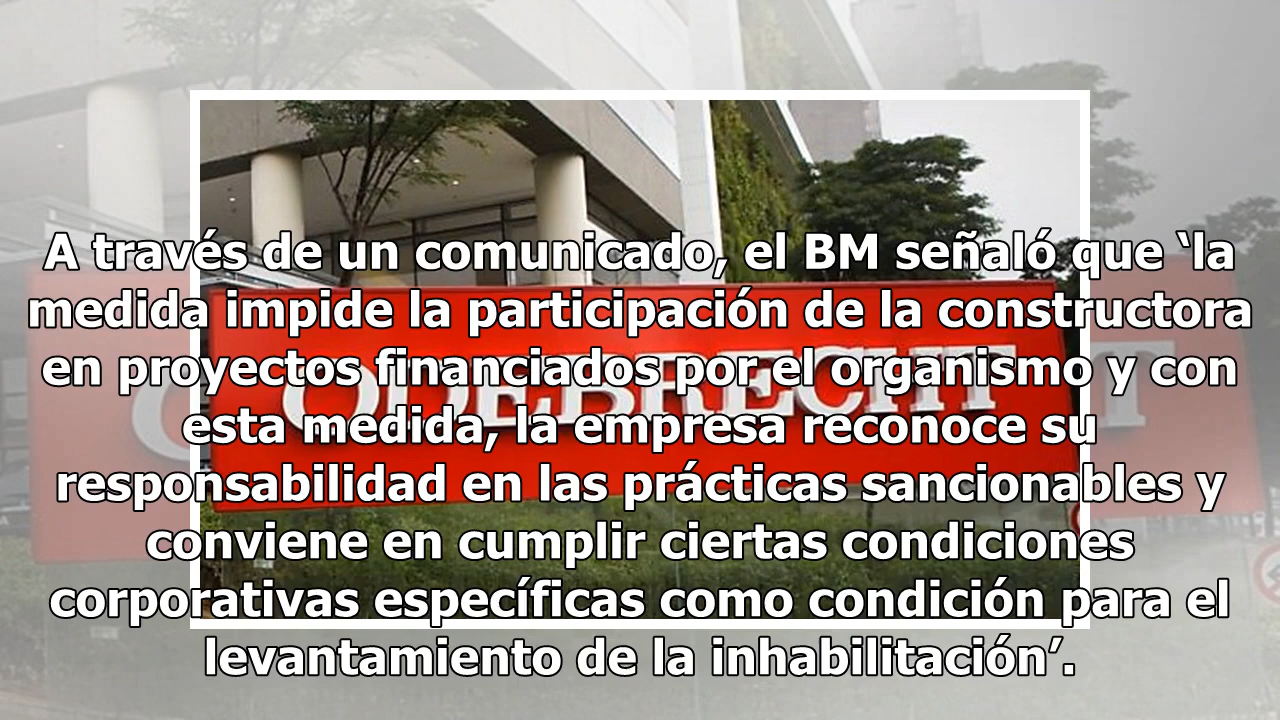 A través de un comunicado, el BM señaló que ‘la
medida impide la participación de la constructora
en proyectos financiados por el organismo y con
esta medida, la empresa reconoce su
responsabilidad en las prácticas sancionables y
conviene en cumplir ciertas condiciones
corporativas específicas como condición para el
levantamiento de la inhabilitación’.
ODEBRECHT